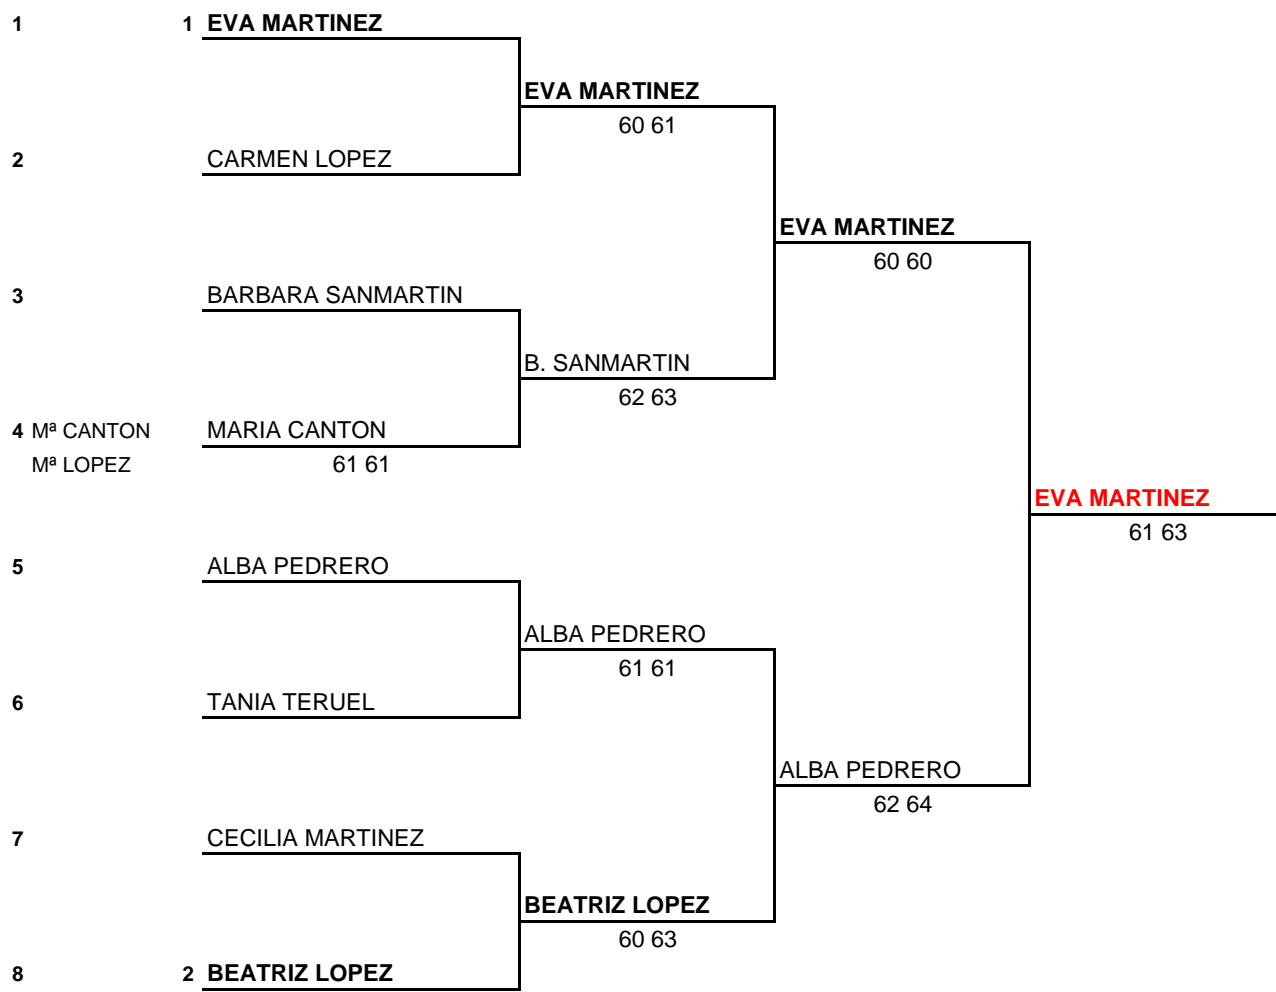 1 1 EVA MARTINEZ
EVA MARTINEZ
60 61
2 CARMEN LOPEZ
EVA MARTINEZ
60 60
3 BARBARA SANMARTIN
B. SANMARTIN
62 63
4 Mª CANTON MARIA CANTON
Mª LOPEZ 61 61
EVA MARTINEZ
61 63
5 ALBA PEDRERO
ALBA PEDRERO
61 61
6 TANIA TERUEL
ALBA PEDRERO
62 64
7 CECILIA MARTINEZ
BEATRIZ LOPEZ
60 63
8 2 BEATRIZ LOPEZ